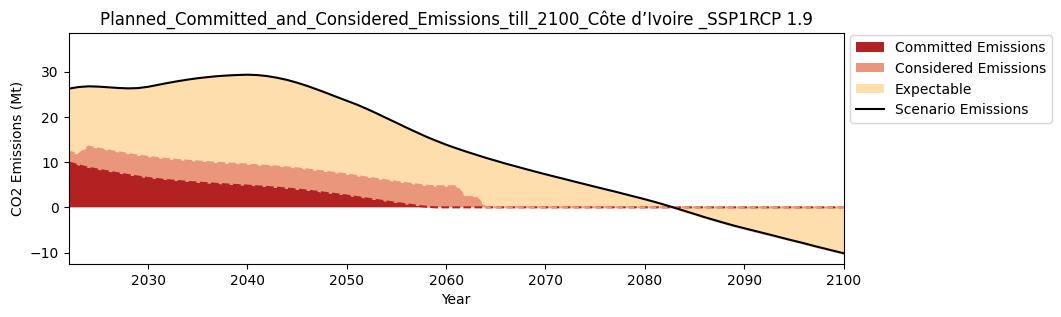 Planned_Committed_and_Considered_Emissions_till_2100_Côte d’Ivoire _SSP1RCP 1.9
CO2 Emissions (Mt)
30
20
10
0
−10
2030
2040
2050
2060
2070
2080
2090
2100
Year
Committed Emissions
Considered Emissions
Expectable
Scenario Emissions